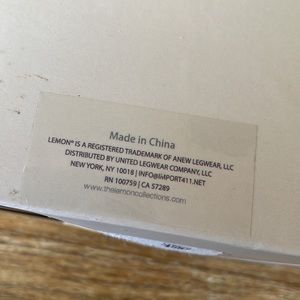 Made in China
LEMON® IS A REGISTERED TRADEMARK OF ANEW LEGWEAR, LLC
DISTRIBUTED BY UNITED LEGWEAR COMPANY, LLC
NEW YORK, NY 10018 | INFO@IMPORT411.NET
RN 100759 | CA 57289
www.thelemoncollections.com